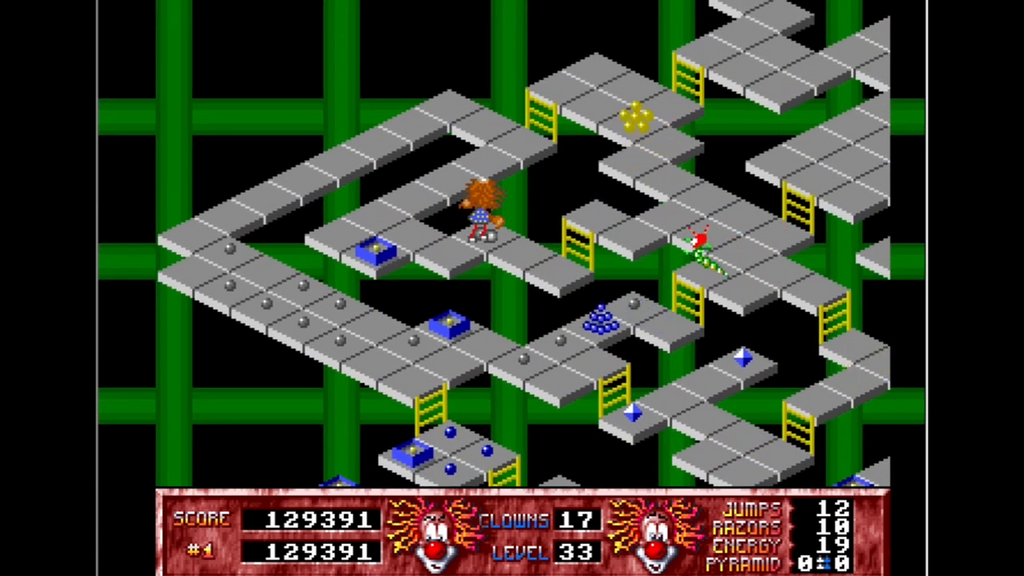 SCORE 129391 CLOWNS 17 JUMPS 12
RAZORS 10
#1 129391 LEVEL 33 ENERGY 19
PYRAMID 0±0